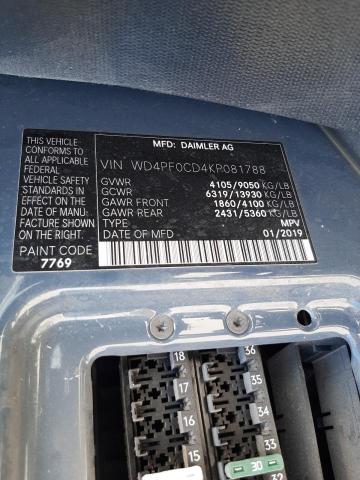 MFD: DAIMLER AG
VIN WD4PF0CD4KP081788
THIS VEHICLE
CONFORMS TO ALL
APPLICABLE
FEDERAL
MOTOR VEHICLE
SAFETY STANDARDS
IN EFFECT ON THE
DATE OF MANU-
FACTURE SHOWN
ABOVE
PAINT CODE
7769
GVWR 4105/9050 KG/LB
GCWR 6319/13930 KG/LB
GAWR FRONT 1860/4100 KG/LB
GAWR REAR 2431/5360 KG/LB
TYPE MPV
DATE OF MFD 01/2019
18
17
16
15
36
35
34
33
30
32